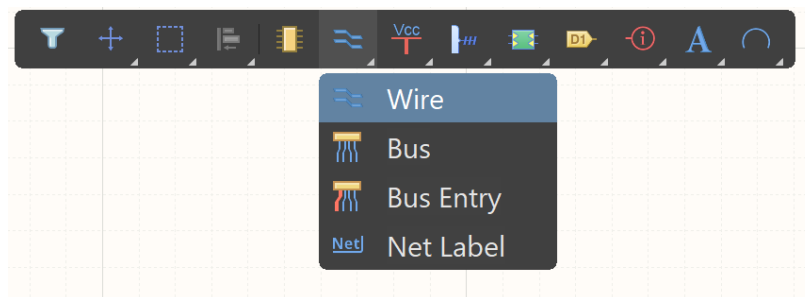 Vcc
D1
A
Wire
Bus
Bus Entry
Net
Net Label